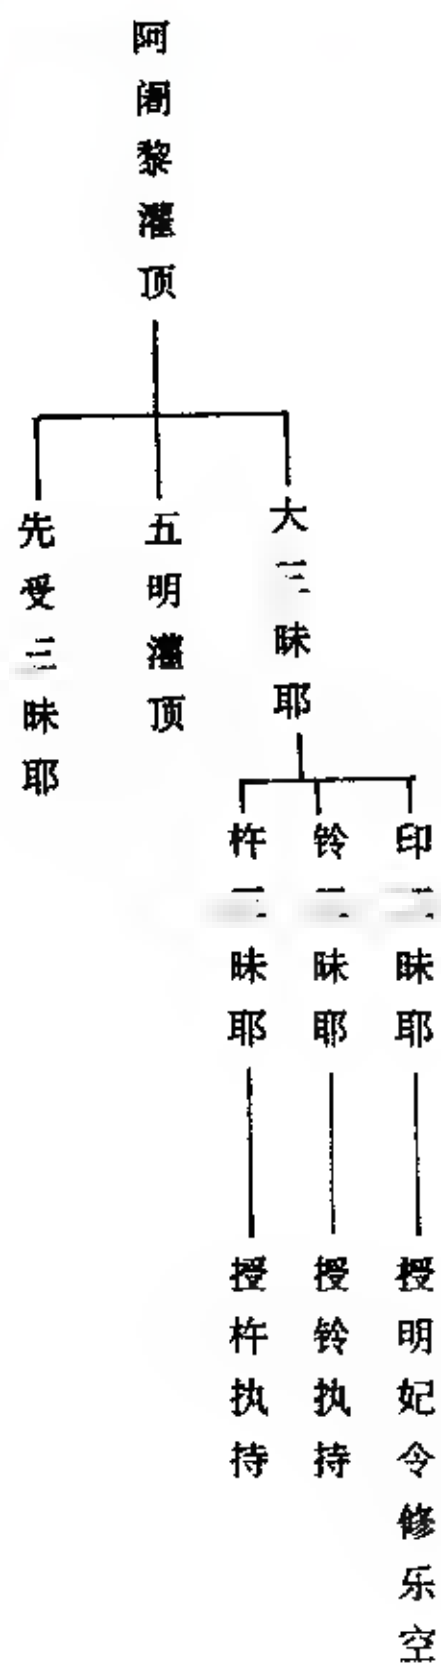 阿阇黎灌顶
先受三昧耶
五明灌顶
大三昧耶
杵三昧耶
铃三昧耶
印三昧耶
授杵执持
授铃执持
授明妃令修乐空